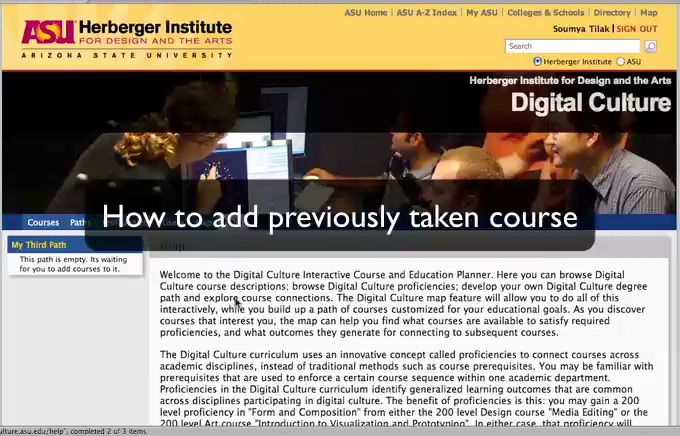 ASU Home | ASU A-Z Index | My ASU | Colleges & Schools | Directory | Map
ASU Herberger Institute
FOR DESIGN AND THE ARTS
ARIZONA STATE UNIVERSITY
Soumya Tilak | SIGN OUT
Search
Herberger Institute ASU
Herberger Institute for Design and the Arts
Digital Culture
How to add previously taken course
Courses Paths
My Third Path
This path is empty. Its waiting
for you to add courses to it.
Welcome to the Digital Culture Interactive Course and Education Planner. Here you can browse Digital
Culture course descriptions; browse Digital Culture proficiencies; develop your own Digital Culture degree
path and explore course connections. The Digital Culture map feature will allow you to do all of this
interactively, while you build up a path of courses customized for your educational goals. As you discover
courses that interest you, the map can help you find what courses are available to satisfy required
proficiencies, and what outcomes they generate for connecting to subsequent courses.
The Digital Culture curriculum uses an innovative concept called proficiencies to connect courses across
academic disciplines, instead of traditional methods such as course prerequisites. You may be familiar with
prerequisites that are used to enforce a certain course sequence within one academic department.
Proficiencies in the Digital Culture curriculum identify generalized learning outcomes that are common
across disciplines participating in digital culture. The benefit of proficiencies is this: you may gain a 200
level proficiency in "Form and Composition" from either the 200 level Design course "Media Editing" or the
200 level Art course "Introduction to Visualization and Prototyping". In either case, that proficiency will
ulture.asu.edu/help", completed 2 of 3 items